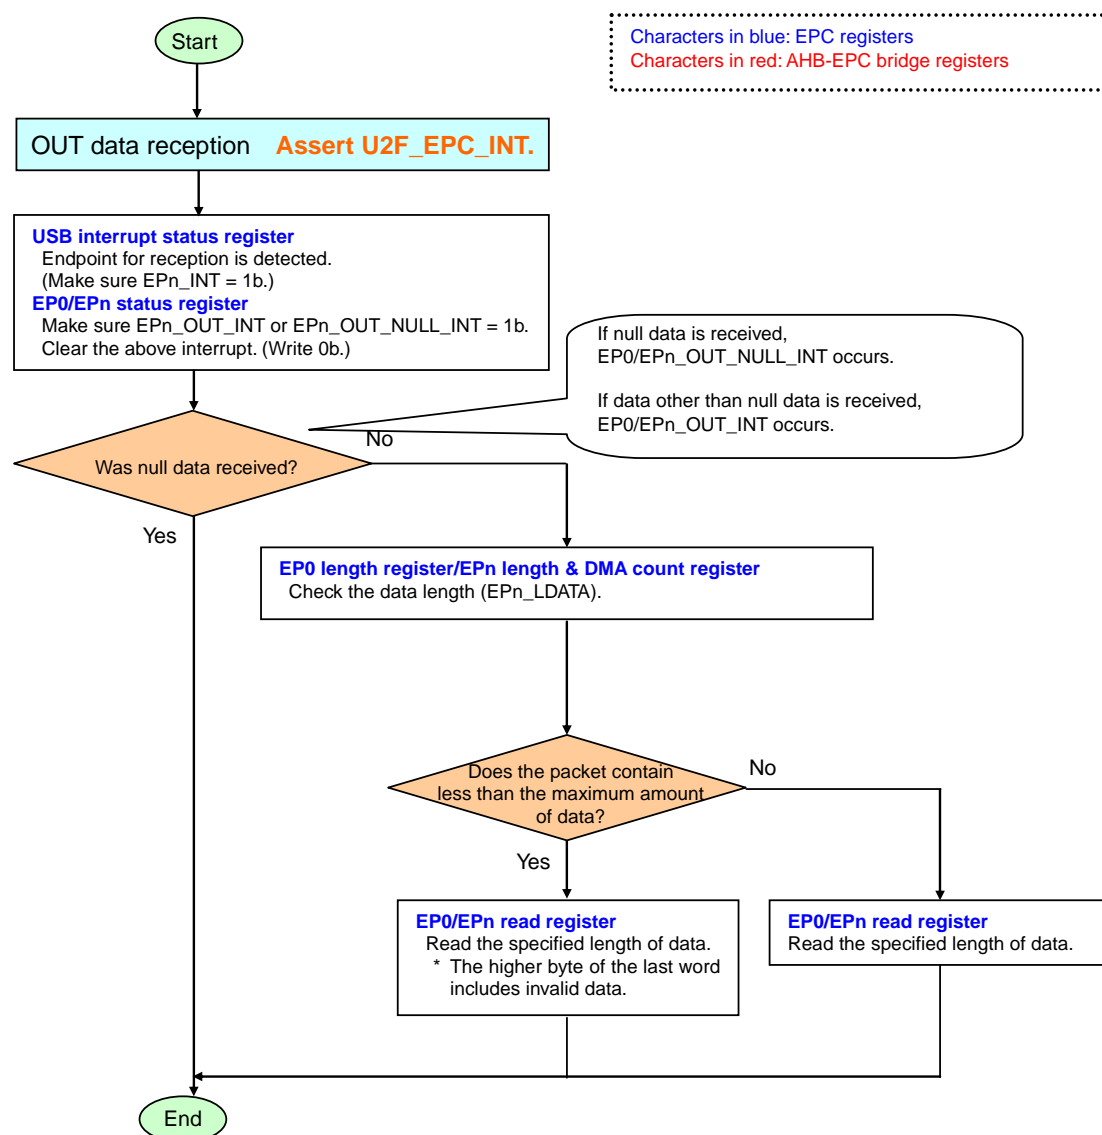 Start
Characters in blue: EPC registers
Characters in red: AHB-EPC bridge registers
OUT data reception Assert U2F_EPC_INT.
USB interrupt status register
Endpoint for reception is detected.
(Make sure EPn_INT = 1b.)
EP0/EPn status register
Make sure EPn_OUT_INT or EPn_OUT_NULL_INT = 1b.
Clear the above interrupt. (Write 0b.)
If null data is received,
EP0/EPn_OUT_NULL_INT occurs.
If data other than null data is received,
EP0/EPn_OUT_INT occurs.
No
Was null data received?
Yes
EP0 length register/EPn length & DMA count register
Check the data length (EPn_LDATA).
Does the packet contain
less than the maximum amount
of data?
No
Yes
EP0/EPn read register
Read the specified length of data.
* The higher byte of the last word
includes invalid data.
EP0/EPn read register
Read the specified length of data.
End